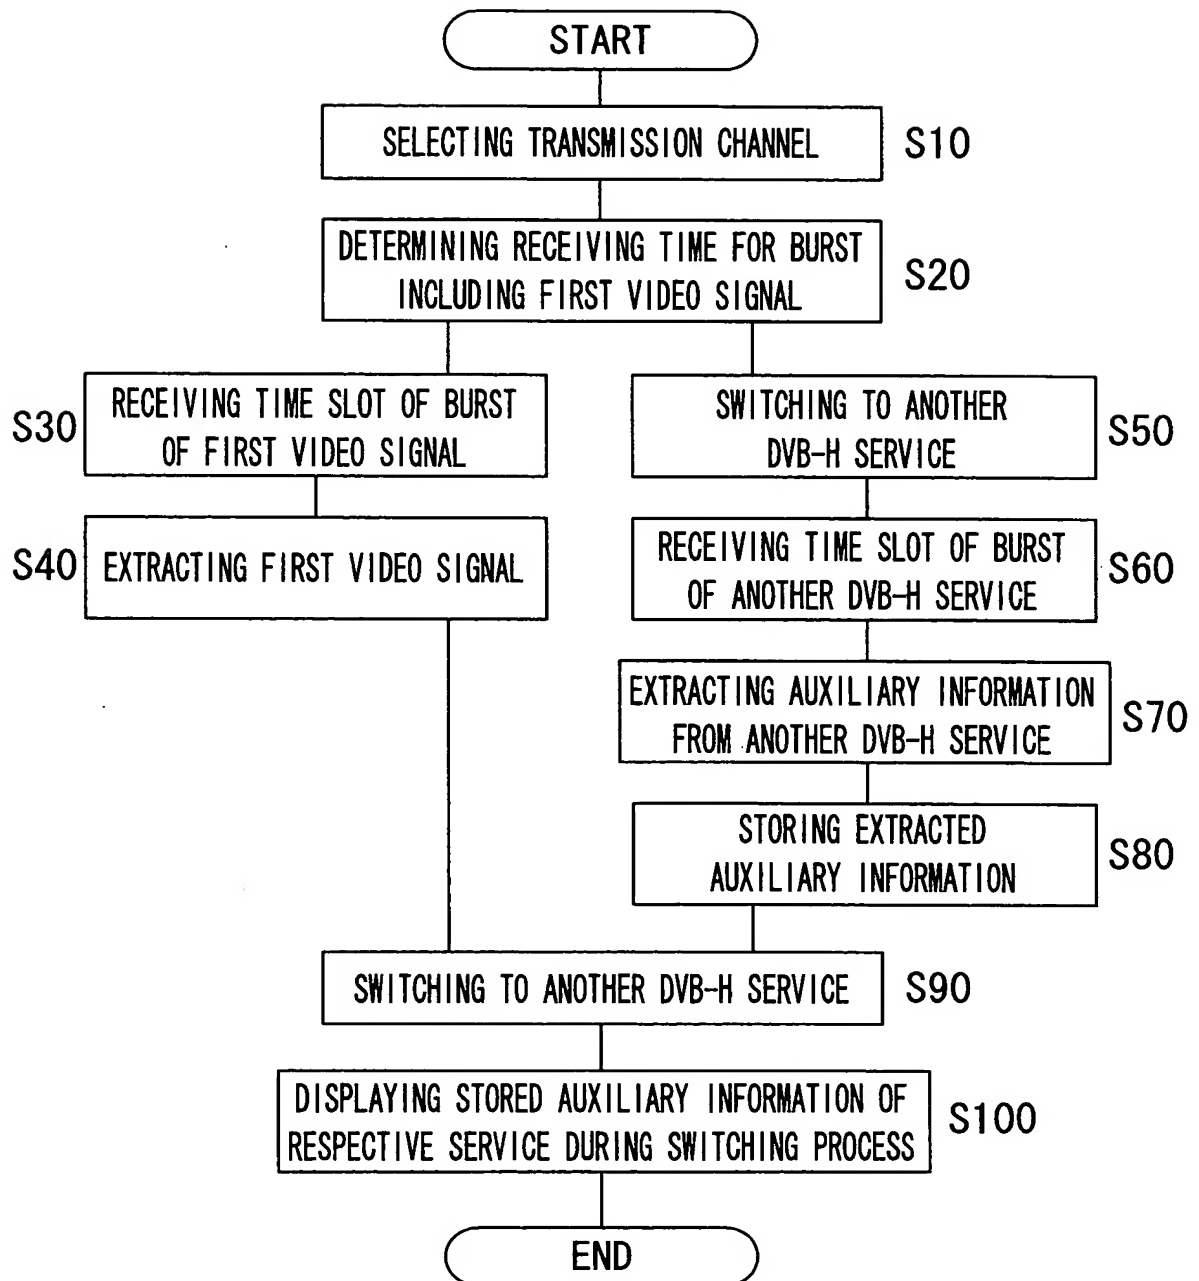 START
SELECTING TRANSMISSION CHANNEL
S10
DETERMINING RECEIVING TIME FOR BURST
INCLUDING FIRST VIDEO SIGNAL
S20
S30
RECEIVING TIME SLOT OF BURST
OF FIRST VIDEO SIGNAL
S40
EXTRACTING FIRST VIDEO SIGNAL
SWITCHING TO ANOTHER
DVB-H SERVICE
S50
RECEIVING TIME SLOT OF BURST
OF ANOTHER DVB-H SERVICE
S60
EXTRACTING AUXILIARY INFORMATION
FROM ANOTHER DVB-H SERVICE
S70
STORING EXTRACTED
AUXILIARY INFORMATION
S80
SWITCHING TO ANOTHER DVB-H SERVICE
S90
DISPLAYING STORED AUXILIARY INFORMATION OF
RESPECTIVE SERVICE DURING SWITCHING PROCESS
S100
END